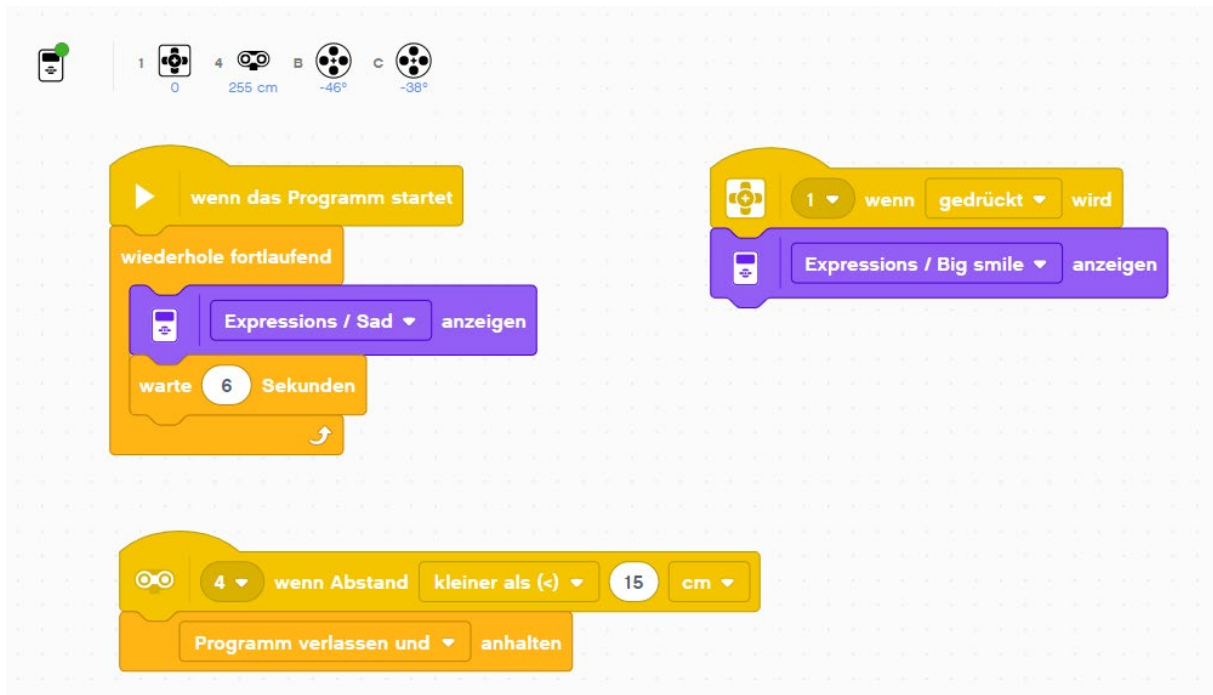 1 4 B C
0 255 cm -46° -38°
wenn das Programm startet
wiederhole fortlaufend
Expressions / Sad anzeigen
warte 6 Sekunden
1 wenn gedrückt wird
Expressions / Big smile anzeigen
4 wenn Abstand kleiner als (<) 15 cm
Programm verlassen und anhalten